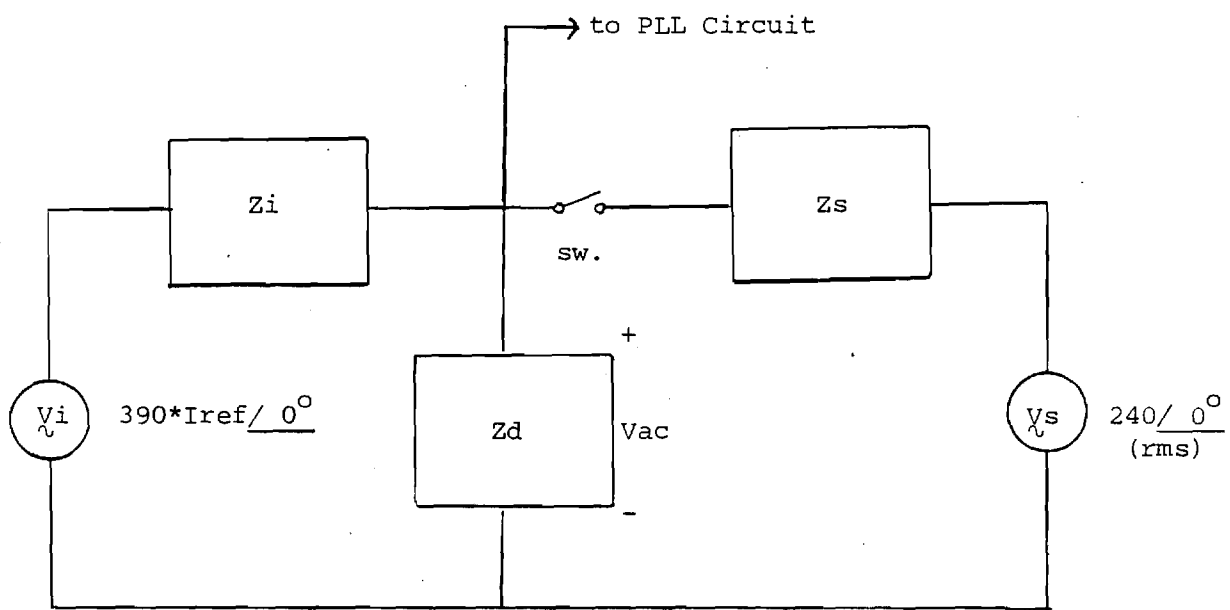 to PLL Circuit
Zi
Zs
sw.
+
Vi
390*Iref/ 0°
Zd
Vac
Vs
240/ 0°
(rms)
-